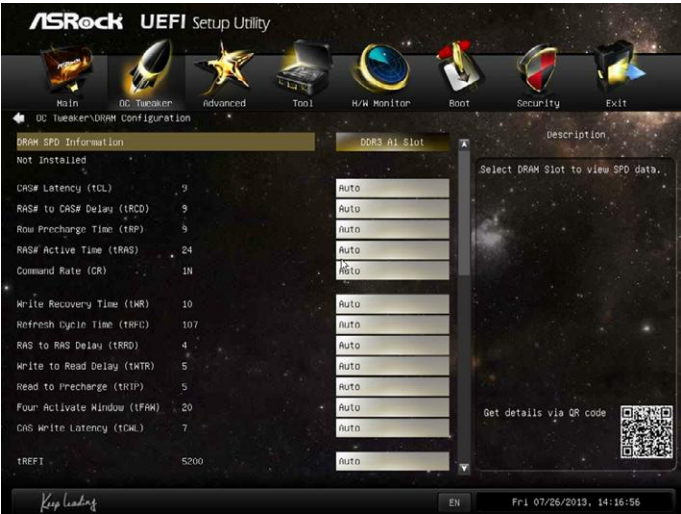 ASRock UEFI Setup Utility
Main OC Tweaker Advanced Tool H/W Monitor Boot Security Exit
OC Tweaker\DRAM Configuration
Description
DRAM SPD Information DDR3 A1 Slot
Not Installed
Select DRAM Slot to view SPD data.
CAS# Latency (tCL) 9 Auto
RAS# to CAS# Delay (tRCD) 9 Auto
Row Precharge Time (tRP) 9 Auto
RAS# Active Time (tRAS) 24 Auto
Command Rate (CR) 1N Auto
Write Recovery Time (tWR) 10 Auto
Refresh Cycle Time (tRFC) 107 Auto
RAS to RAS Delay (tRRD) 4 Auto
Write to Read Delay (tWTR) 5 Auto
Read to Precharge (tRTP) 5 Auto
Four Activate Window (tFAW) 20 Auto
Get details via QR code
CAS Write Latency (tCWL) 7 Auto
tREFI 5200 Auto
Keep Leading
EN
Fri 07/26/2013, 14:16:56